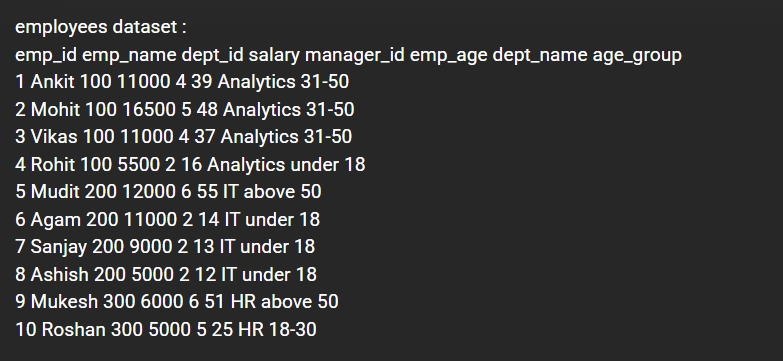 employees dataset :
emp_id emp_name dept_id salary manager_id emp_age dept_name age_group
1 Ankit 100 11000 4 39 Analytics 31-50
2 Mohit 100 16500 5 48 Analytics 31-50
3 Vikas 100 11000 4 37 Analytics 31-50
4 Rohit 100 5500 2 16 Analytics under 18
5 Mudit 200 12000 6 55 IT above 50
6 Agam 200 11000 2 14 IT under 18
7 Sanjay 200 9000 2 13 IT under 18
8 Ashish 200 5000 2 12 IT under 18
9 Mukesh 300 6000 6 51 HR above 50
10 Roshan 300 5000 5 25 HR 18-30